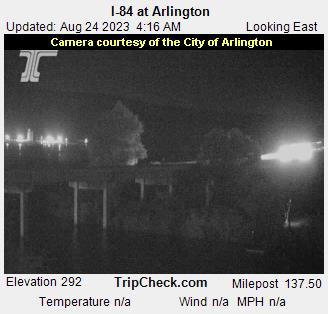 I-84 at Arlington
Updated: Aug 24 2023 4:16 AM Looking East
Camera courtesy of the City of Arlington
Elevation 292 TripCheck.com Milepost 137.50
Temperature n/a Wind n/a MPH n/a